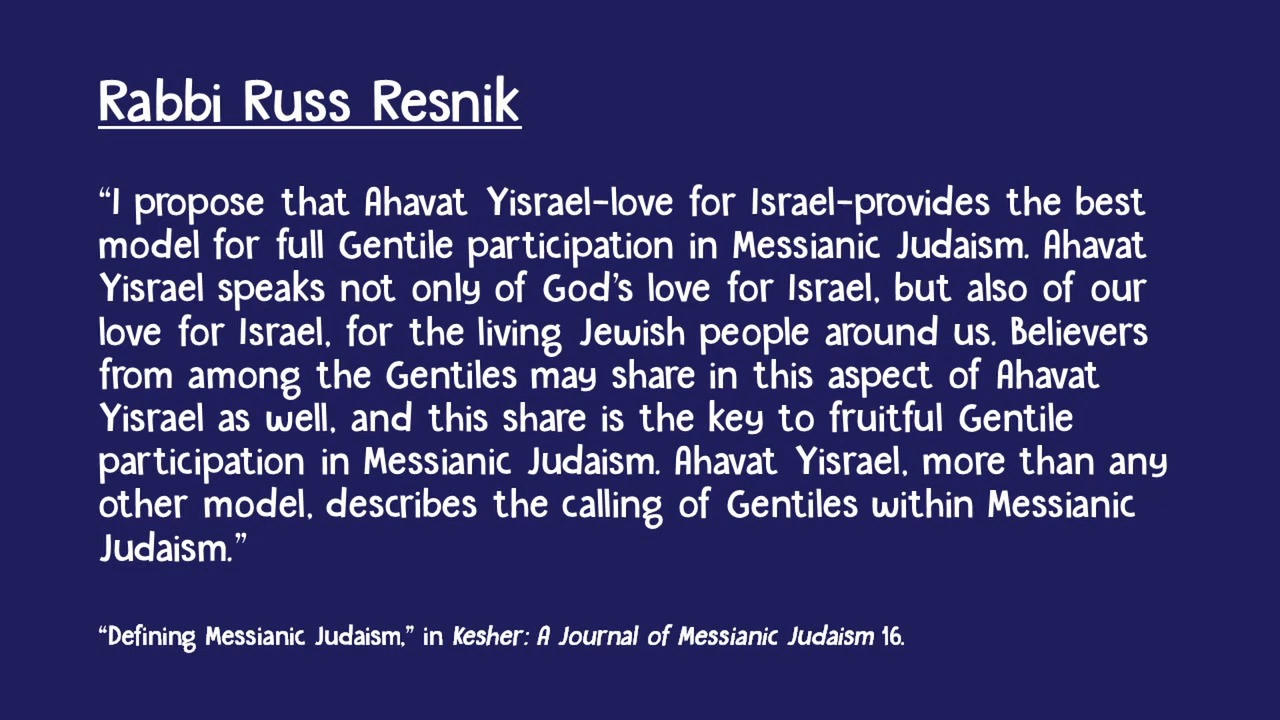 Rabbi Russ Resnik
“I propose that Ahavat Yisrael–love for Israel–provides the best
model for full Gentile participation in Messianic Judaism. Ahavat
Yisrael speaks not only of God’s love for Israel, but also of our
love for Israel, for the living Jewish people around us. Believers
from among the Gentiles may share in this aspect of Ahavat
Yisrael as well, and this share is the key to fruitful Gentile
participation in Messianic Judaism. Ahavat Yisrael, more than any
other model, describes the calling of Gentiles within Messianic
Judaism.”
“Defining Messianic Judaism,” in Kesher: A Journal of Messianic Judaism 16.